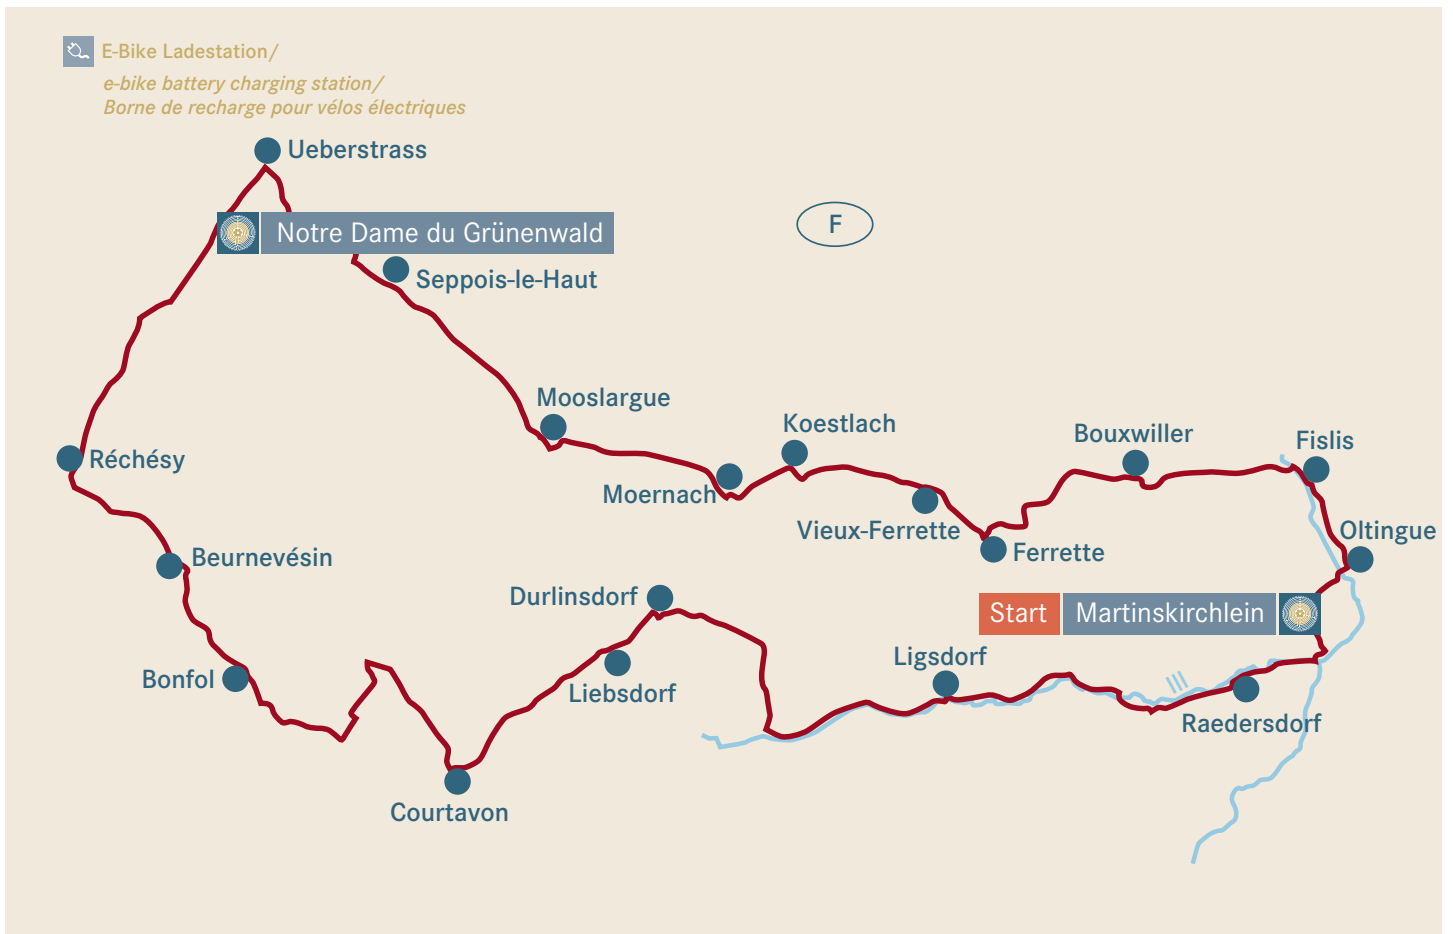 E-Bike Ladestation/
e-bike battery charging station/
Borne de recharge pour vélos électriques
Ueberstrass
Notre Dame du Grünenwald
F
Seppois-le-Haut
Mooslargue
Koestlach
Bouxwiller
Fislis
Réchésy
Moernach
Vieux-Ferrette
Oltingue
Ferrette
Beurnevésin
Durlinsdorf
Start Martinskirchlein
Ligsdorf
Bonfol
Liebsdorf
Raedersdorf
Courtavon